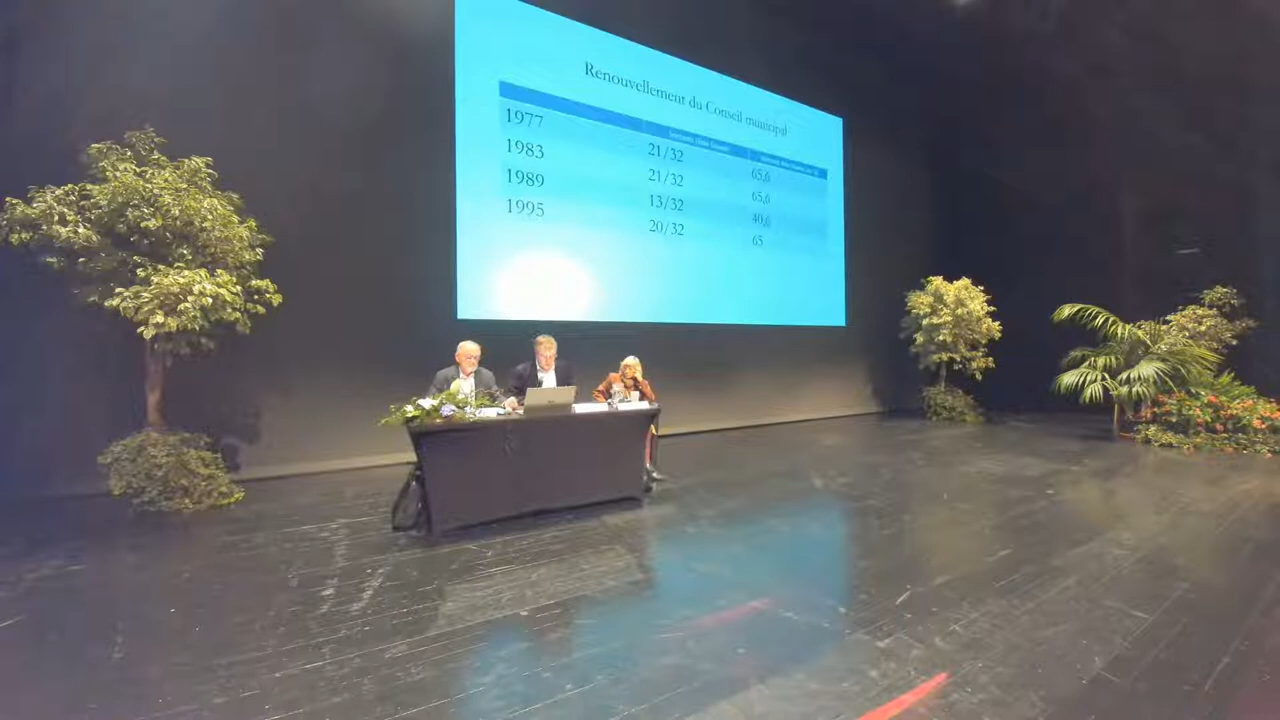 Renouvellement du Conseil municipal
1977 21/32 65,6
1983 21/32 65,6
1989 13/32 40,6
1995 20/32 65